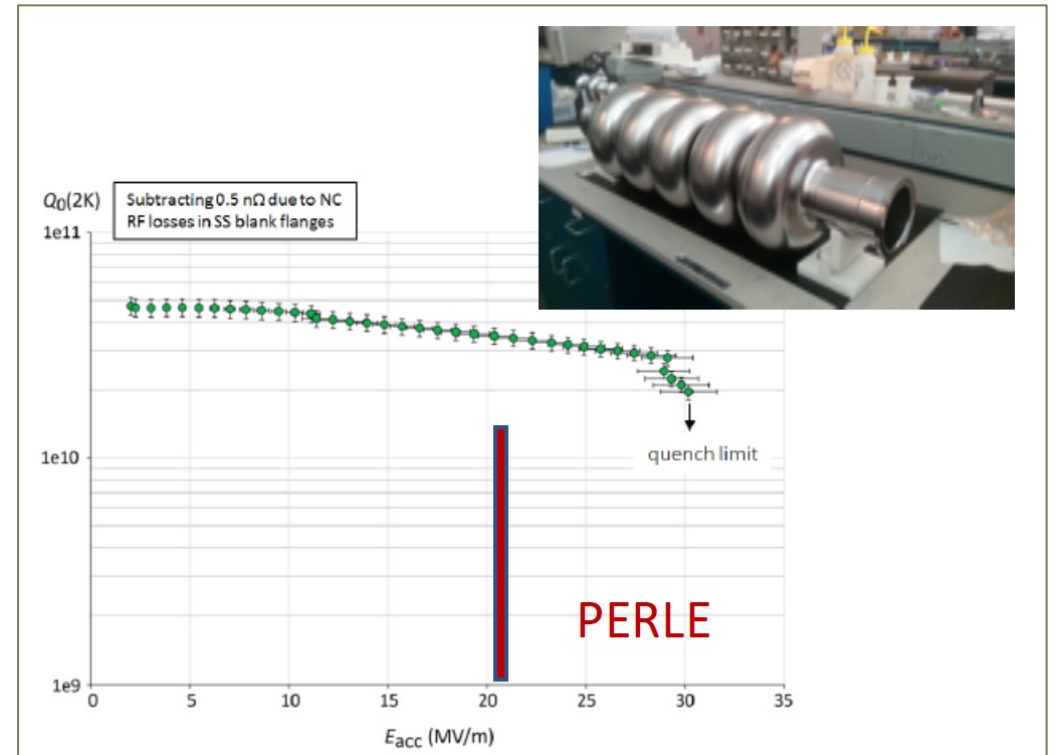 Q0(2K)
Subtracting 0.5 nΩ due to NC
RF losses in SS blank flanges
1e11
1e10
quench limit
PERLE
1e9
0 5 10 15 20 25 30 35
Eacc (MV/m)